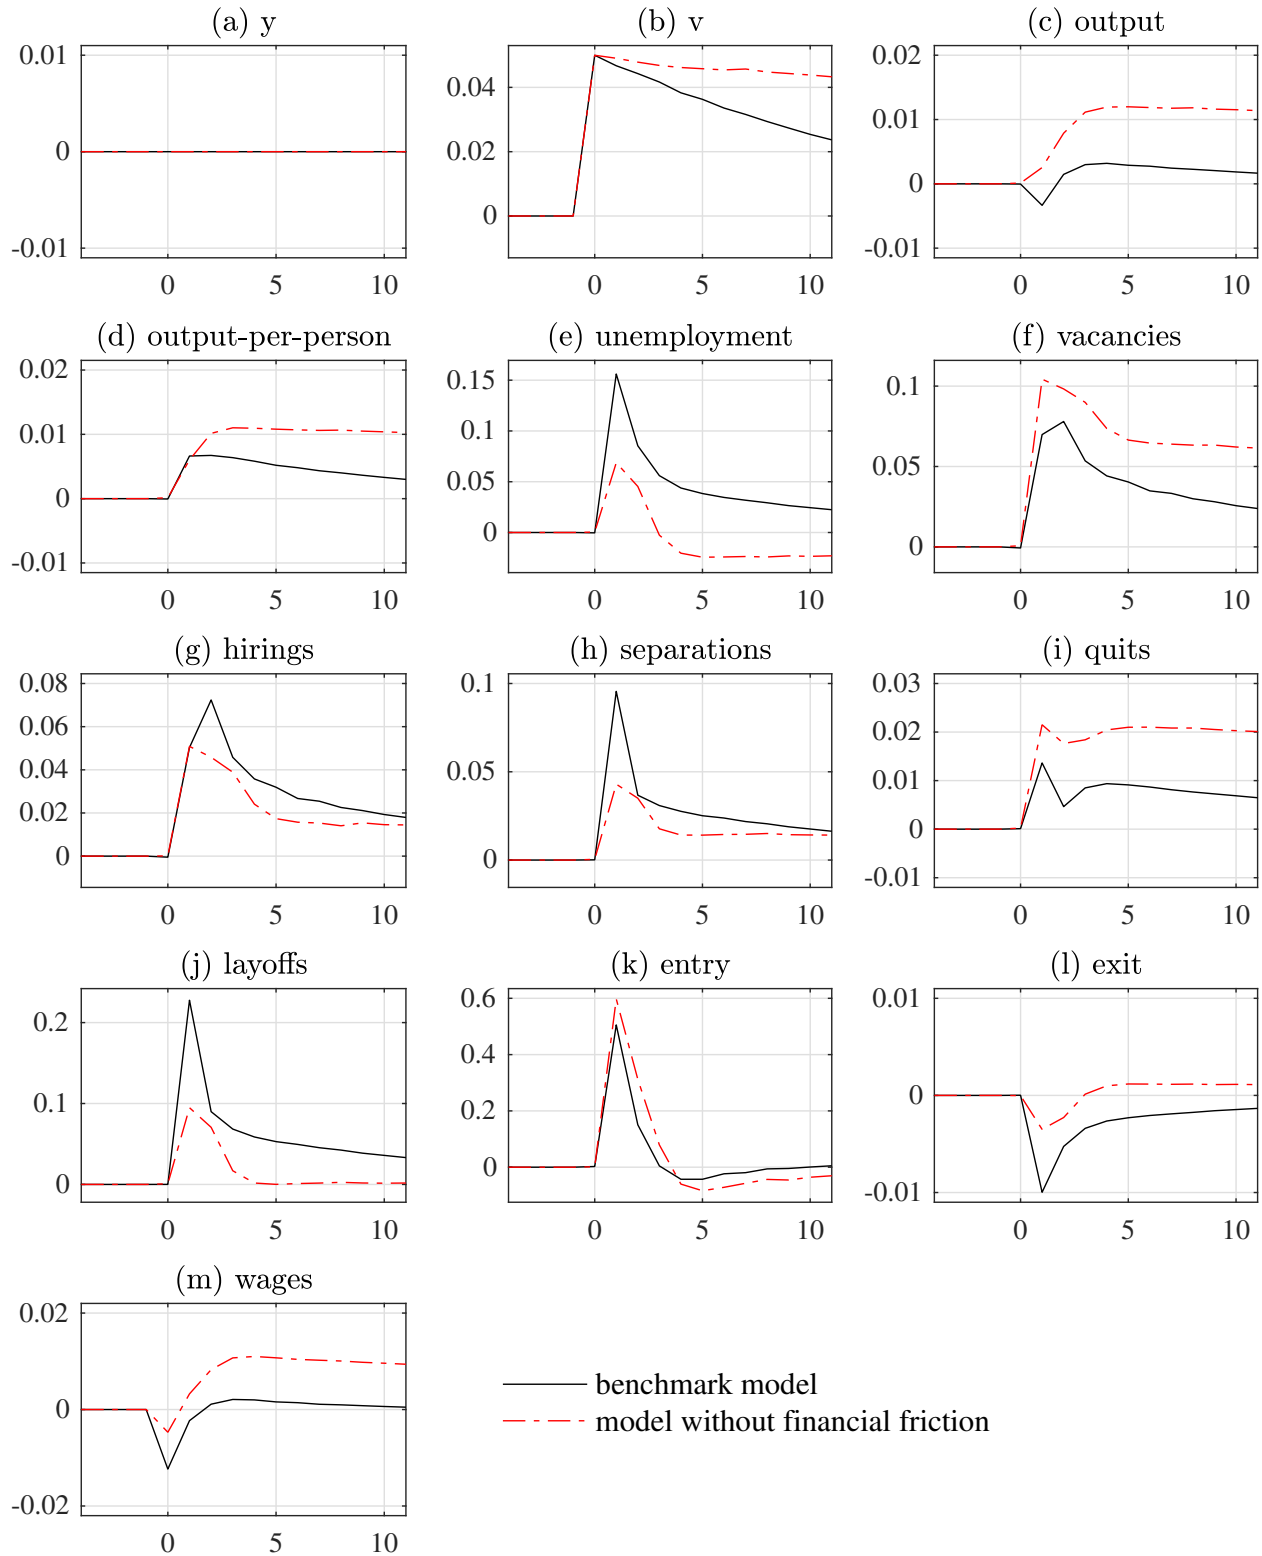 (a) y
0.01
0
-0.01
0 5 10
(b) v
0.04
0.02
0
0 5 10
(c) output
0.02
0.01
0
-0.01
0 5 10
(d) output-per-person
0.02
0.01
0
-0.01
0 5 10
(e) unemployment
0.15
0.1
0.05
0
0 5 10
(f) vacancies
0.1
0.05
0
0 5 10
(g) hirings
0.08
0.06
0.04
0.02
0
0 5 10
(h) separations
0.1
0.05
0
0 5 10
(i) quits
0.03
0.02
0.01
0
-0.01
0 5 10
(j) layoffs
0.2
0.1
0
0 5 10
(k) entry
0.6
0.4
0.2
0
0 5 10
(l) exit
0.01
0
-0.01
0 5 10
(m) wages
0.02
0
-0.02
0 5 10
benchmark model
model without financial friction